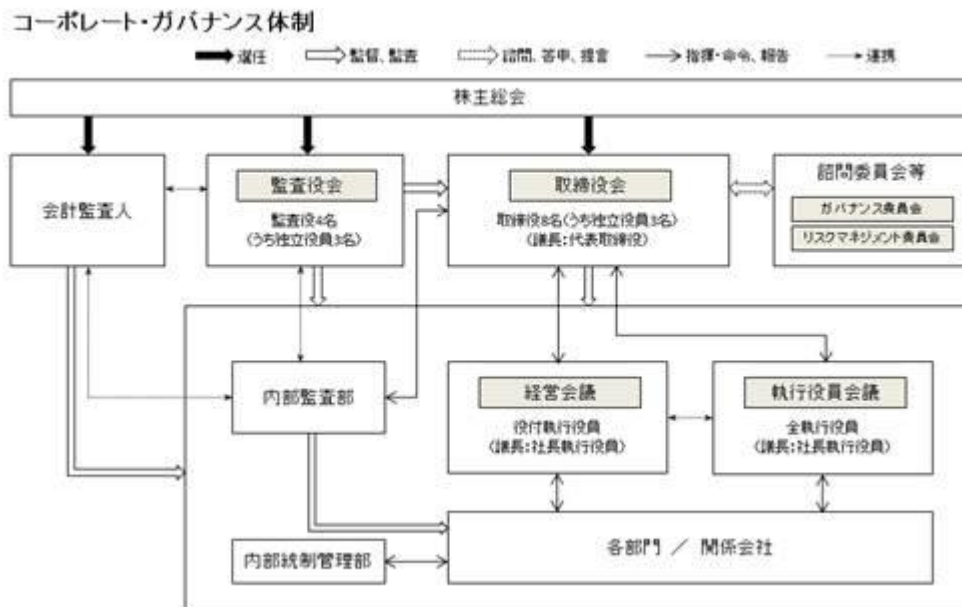 コーポレート・ガバナンス体制
選任
監督、監査
諮問、答申、提言
指揮・命令、報告
連携
株主総会
会計監査人
監査役会
監査役4名
(うち独立役員3名)
取締役会
取締役8名(うち独立役員3名)
(議長:代表取締役)
諮問委員会等
ガバナンス委員会
リスクマネジメント委員会
内部監査部
経営会議
役付執行役員
(議長:社長執行役員)
執行役員会議
全執行役員
(議長:社長執行役員)
各部門 / 関係会社
内部統制管理部